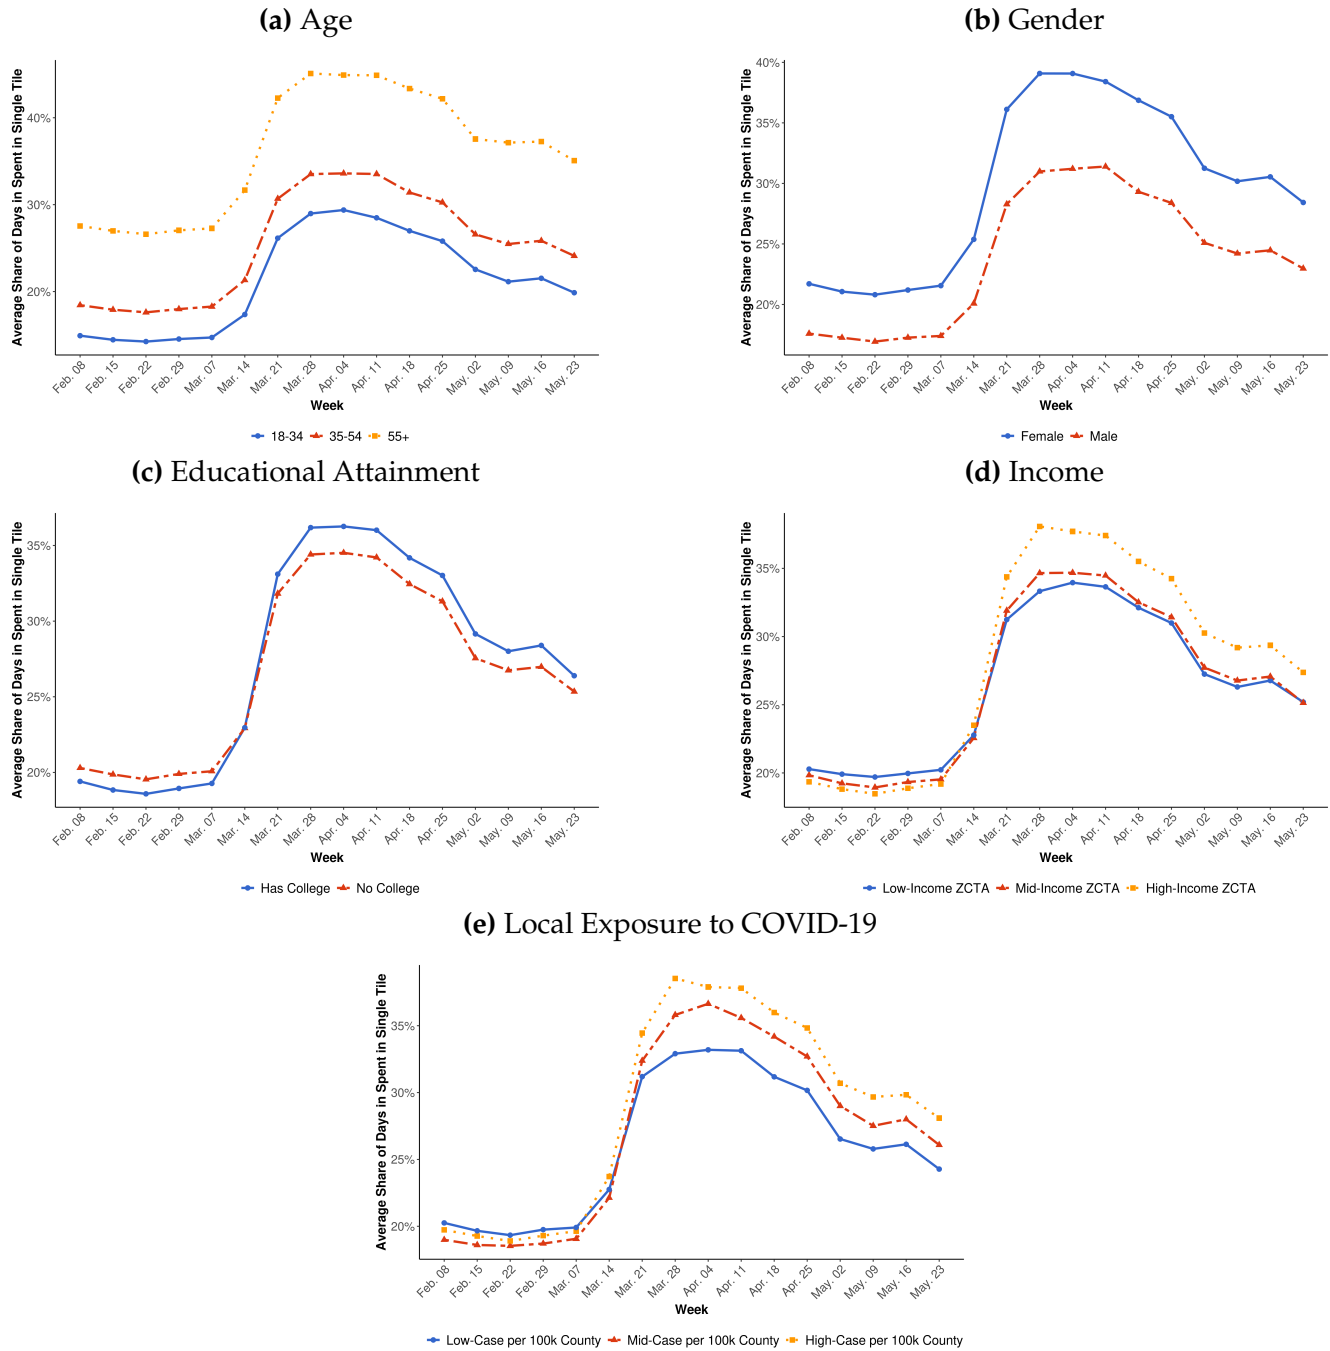 (a) Age
Average Share of Days in Spent in Single Tile
40%
30%
20%
Feb. 08 Feb. 15 Feb. 22 Feb. 29 Mar. 07 Mar. 14 Mar. 21 Mar. 28 Apr. 04 Apr. 11 Apr. 18 Apr. 25 May. 02 May. 09 May. 16 May. 23
Week
18-34 35-54 55+
(b) Gender
Average Share of Days in Spent in Single Tile
40%
35%
30%
25%
20%
Feb. 08 Feb. 15 Feb. 22 Feb. 29 Mar. 07 Mar. 14 Mar. 21 Mar. 28 Apr. 04 Apr. 11 Apr. 18 Apr. 25 May. 02 May. 09 May. 16 May. 23
Week
Female Male
(c) Educational Attainment
Average Share of Days in Spent in Single Tile
35%
30%
25%
20%
Feb. 08 Feb. 15 Feb. 22 Feb. 29 Mar. 07 Mar. 14 Mar. 21 Mar. 28 Apr. 04 Apr. 11 Apr. 18 Apr. 25 May. 02 May. 09 May. 16 May. 23
Week
Has College No College
(d) Income
Average Share of Days in Spent in Single Tile
35%
30%
25%
20%
Feb. 08 Feb. 15 Feb. 22 Feb. 29 Mar. 07 Mar. 14 Mar. 21 Mar. 28 Apr. 04 Apr. 11 Apr. 18 Apr. 25 May. 02 May. 09 May. 16 May. 23
Week
Low-Income ZCTA Mid-Income ZCTA High-Income ZCTA
(e) Local Exposure to COVID-19
Average Share of Days in Spent in Single Tile
35%
30%
25%
20%
Feb. 08 Feb. 15 Feb. 22 Feb. 29 Mar. 07 Mar. 14 Mar. 21 Mar. 28 Apr. 04 Apr. 11 Apr. 18 Apr. 25 May. 02 May. 09 May. 16 May. 23
Week
Low-Case per 100k County Mid-Case per 100k County High-Case per 100k County